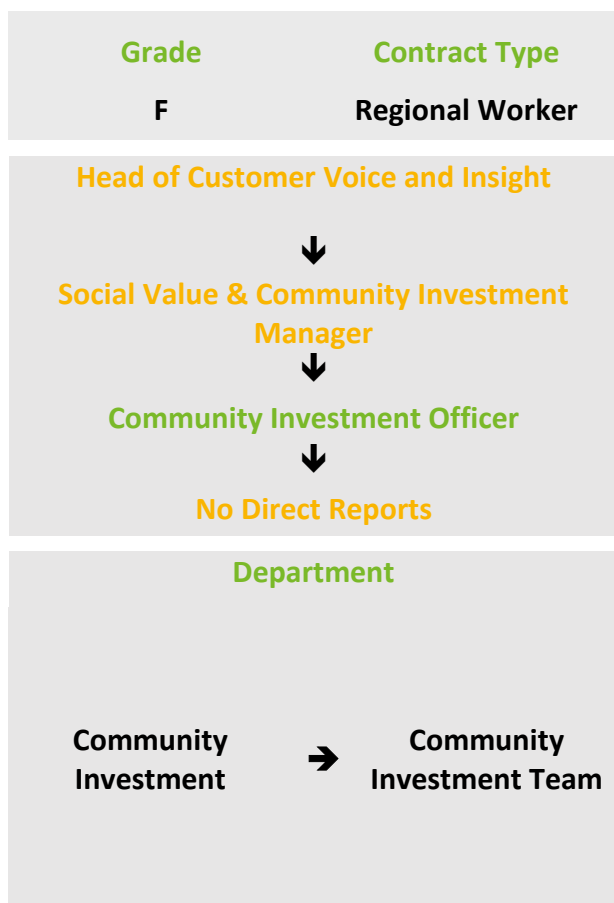 Grade Contract Type
F Regional Worker
Head of Customer Voice and Insight
Social Value & Community Investment
Manager
Community Investment Officer
No Direct Reports
Department
Community Community
Investment ➔ Investment Team